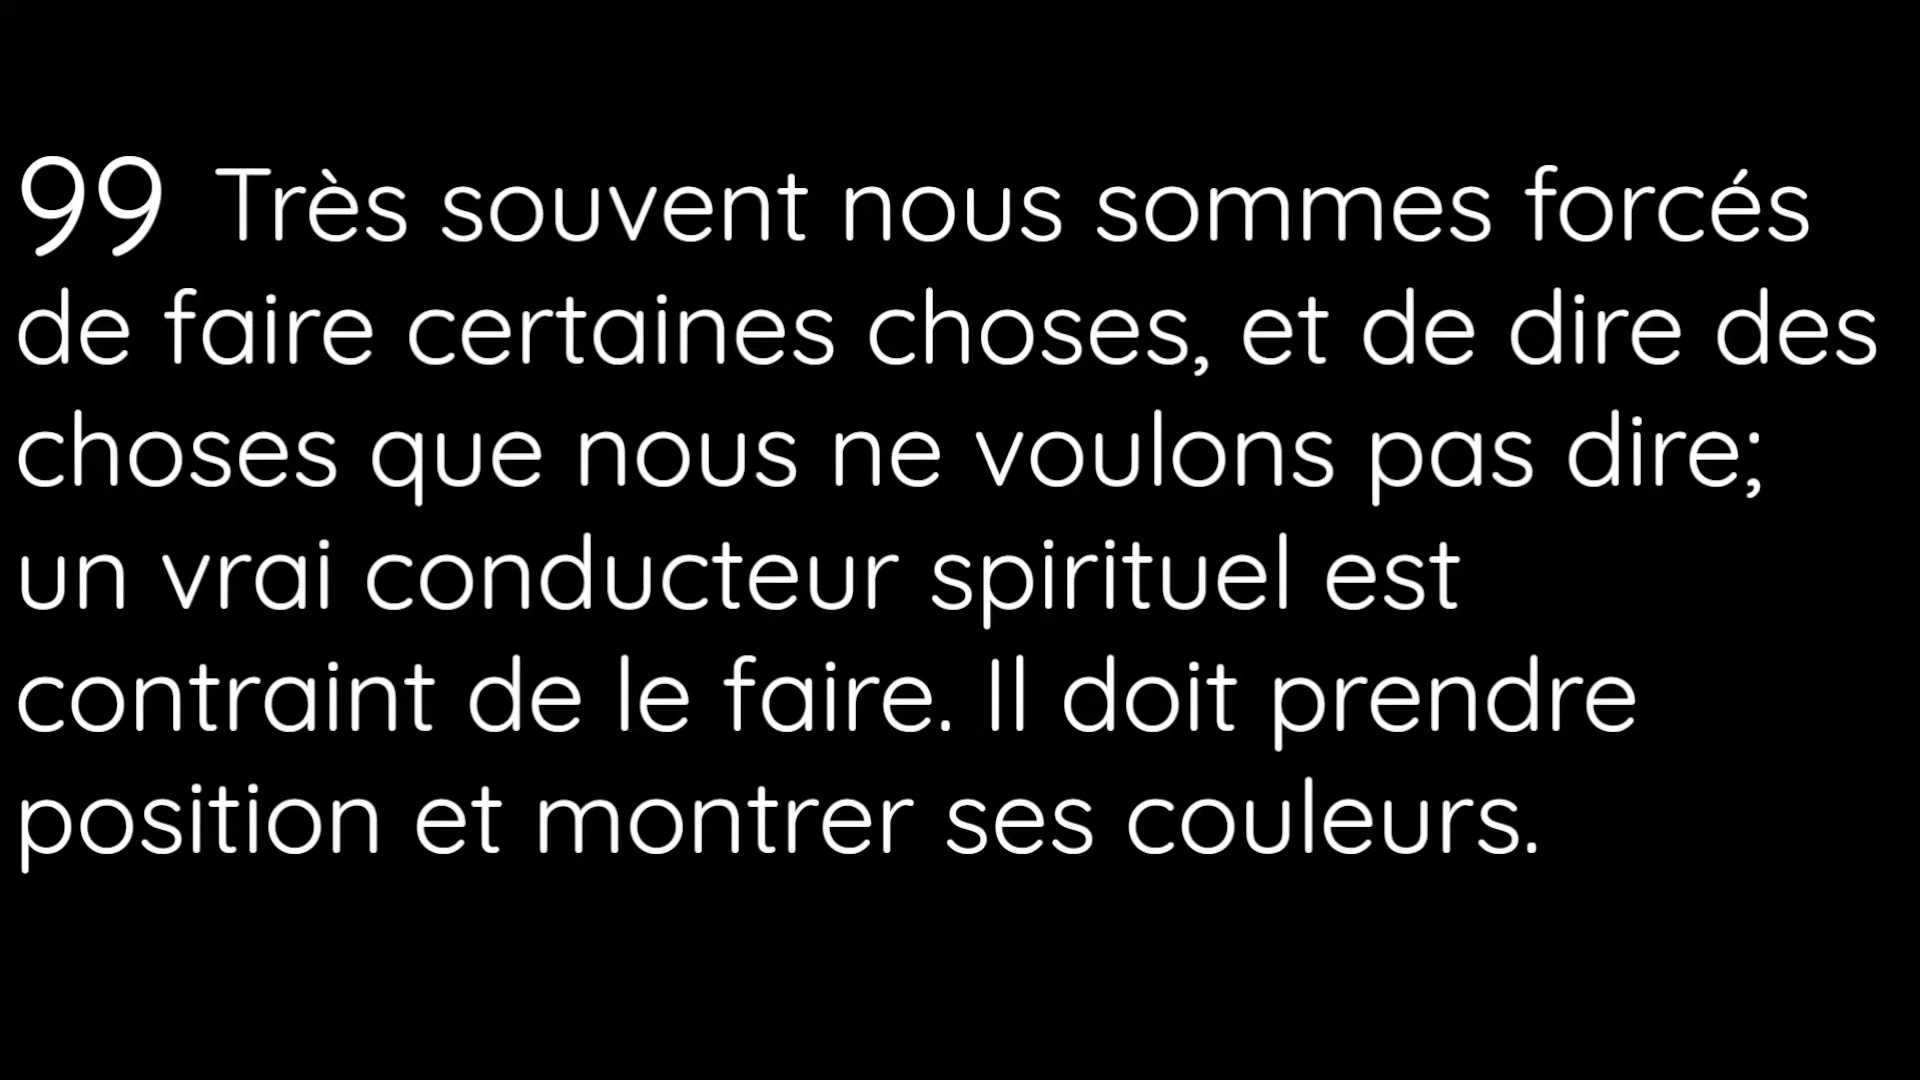 99 Très souvent nous sommes forcés
de faire certaines choses, et de dire des
choses que nous ne voulons pas dire;
un vrai conducteur spirituel est
contraint de le faire. Il doit prendre
position et montrer ses couleurs.